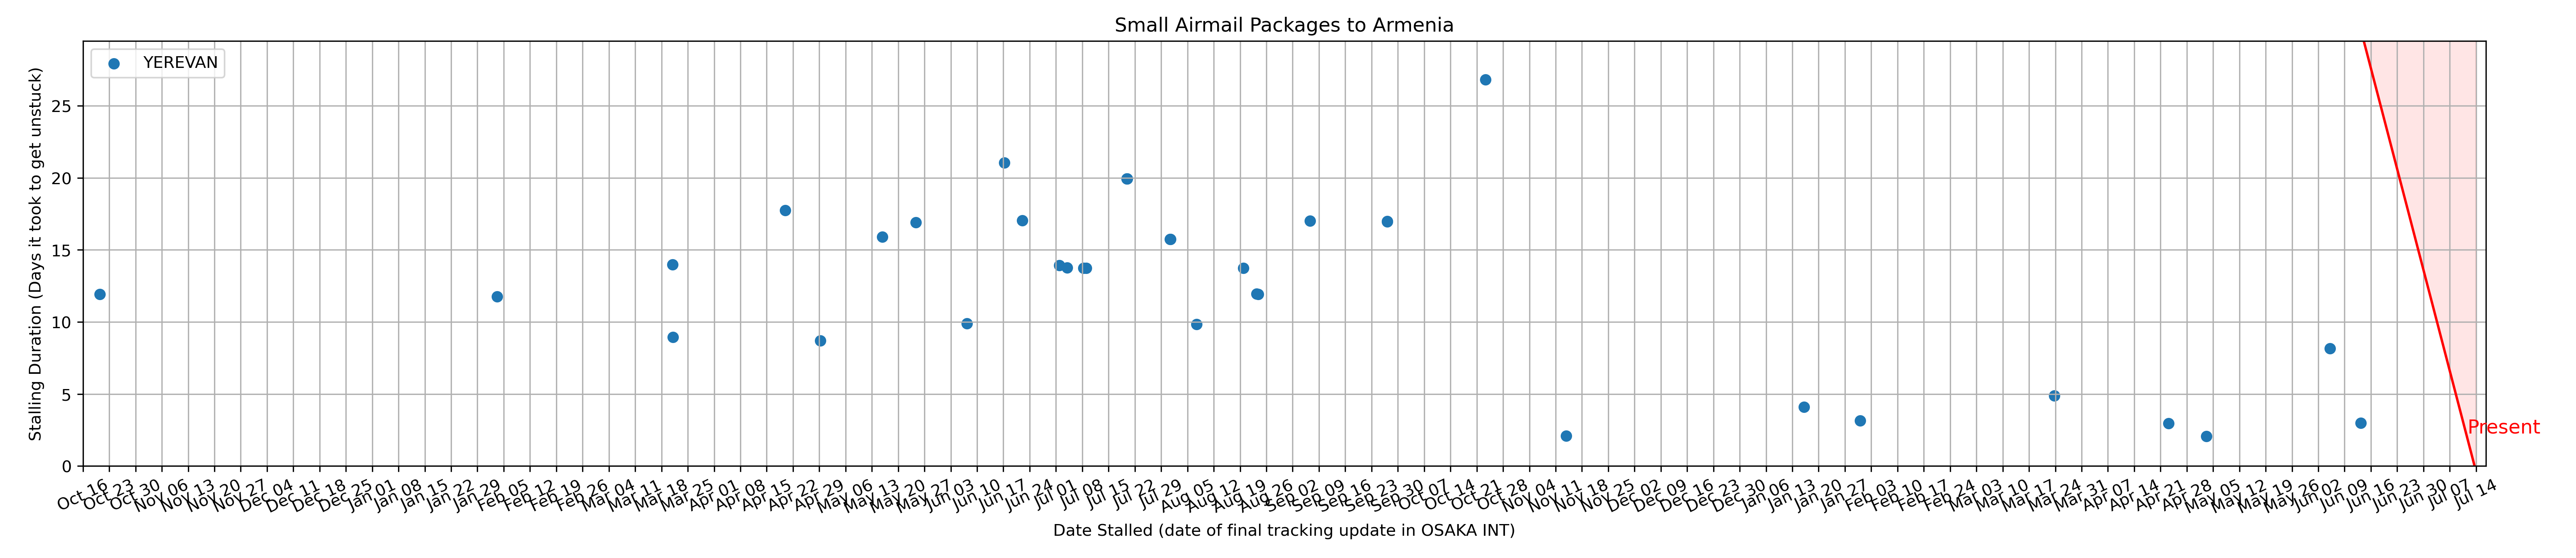 Small Airmail Packages to Armenia
YEREVAN
Stalling Duration (Days it took to get unstuck)
25
20
15
10
5
0
Present
Oct 16
Oct 23
Oct 30
Nov 06
Nov 13
Nov 20
Nov 27
Dec 04
Dec 11
Dec 18
Dec 25
Jan 01
Jan 08
Jan 15
Jan 22
Jan 29
Feb 05
Feb 12
Feb 19
Feb 26
Mar 04
Mar 11
Mar 18
Mar 25
Apr 01
Apr 08
Apr 15
Apr 22
Apr 29
May 06
May 13
May 20
May 27
Jun 03
Jun 10
Jun 17
Jun 24
Jul 01
Jul 08
Jul 15
Jul 22
Jul 29
Aug 05
Aug 12
Aug 19
Aug 26
Sep 02
Sep 09
Sep 16
Sep 23
Sep 30
Oct 07
Oct 14
Oct 21
Oct 28
Nov 04
Nov 11
Nov 18
Nov 25
Dec 02
Dec 09
Dec 16
Dec 23
Dec 30
Jan 06
Jan 13
Jan 20
Jan 27
Feb 03
Feb 10
Feb 17
Feb 24
Mar 03
Mar 10
Mar 17
Mar 24
Mar 31
Apr 07
Apr 14
Apr 21
Apr 28
May 05
May 12
May 19
May 26
Jun 02
Jun 09
Jun 16
Jun 23
Jun 30
Jul 07
Jul 14
Date Stalled (date of final tracking update in OSAKA INT)